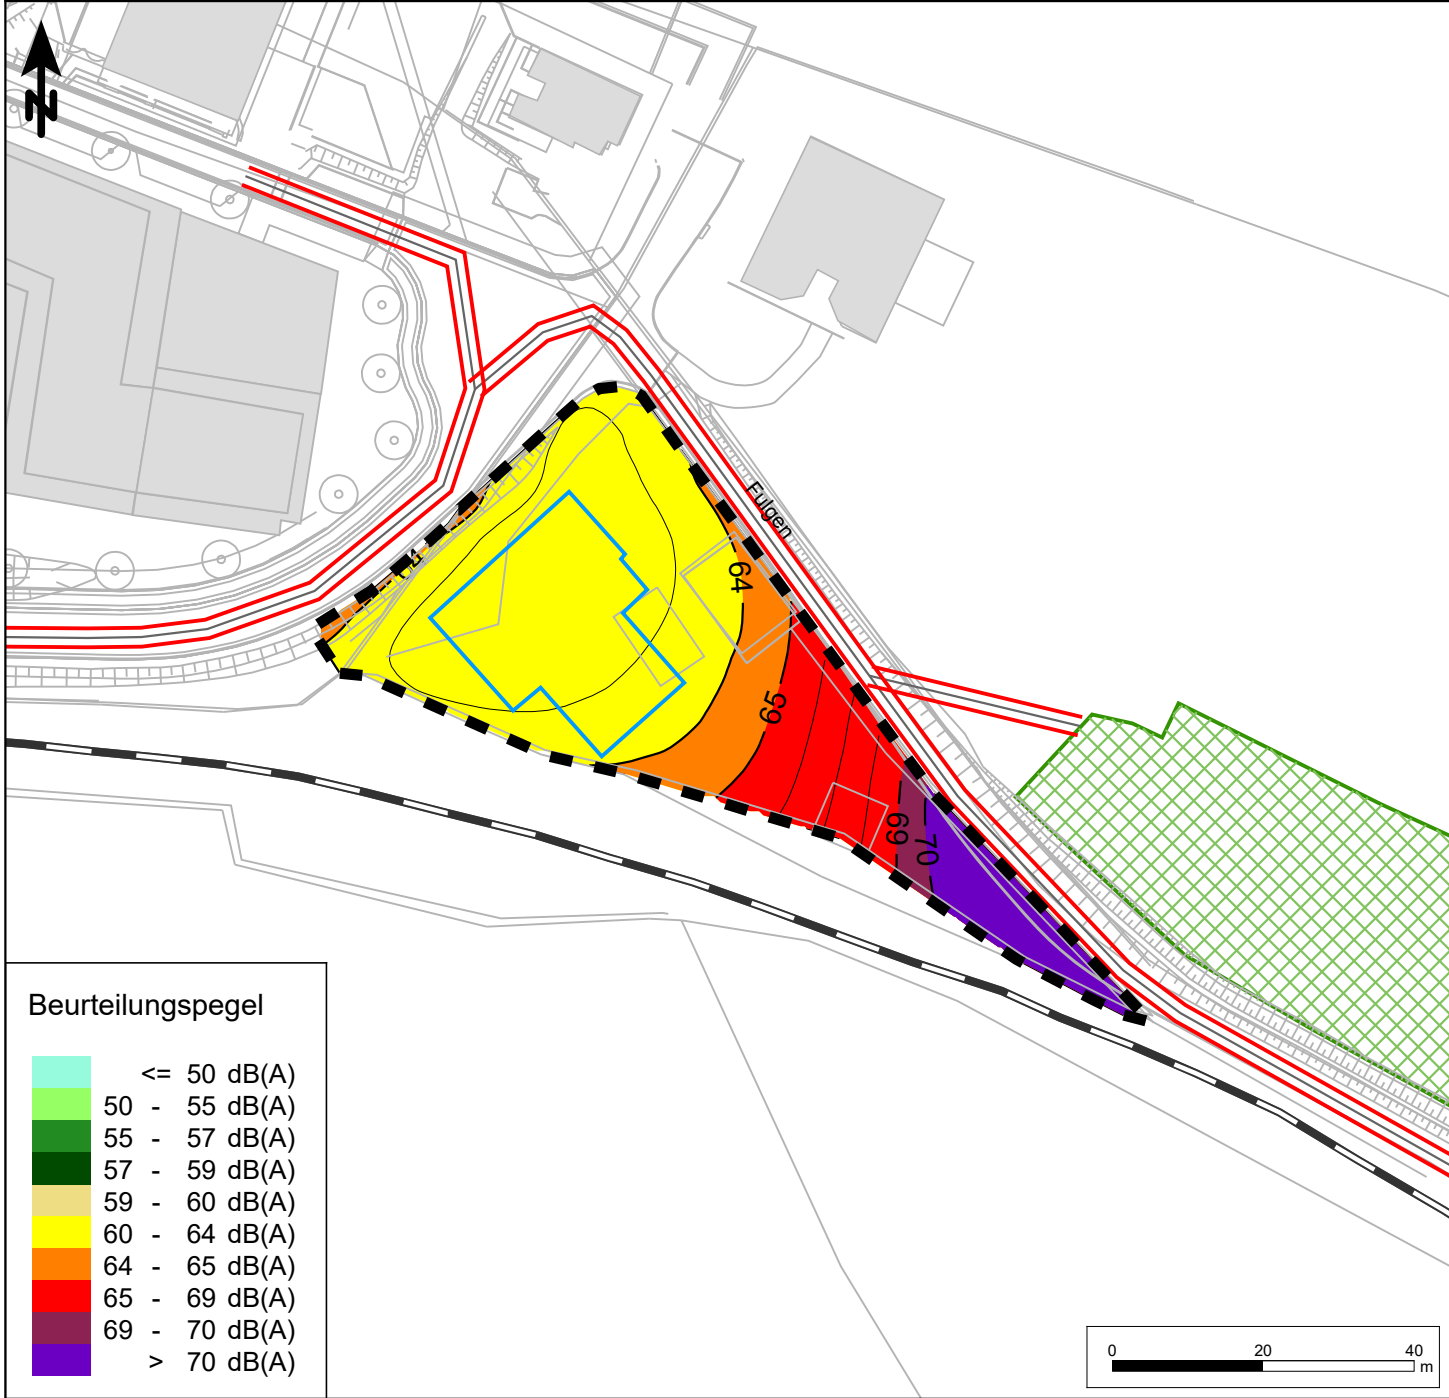 N
Fulgen
64
64
65
69
70
Beurteilungspegel
<= 50 dB(A)
50 - 55 dB(A)
55 - 57 dB(A)
57 - 59 dB(A)
59 - 60 dB(A)
60 - 64 dB(A)
64 - 65 dB(A)
65 - 69 dB(A)
69 - 70 dB(A)
> 70 dB(A)
0 20 40
m